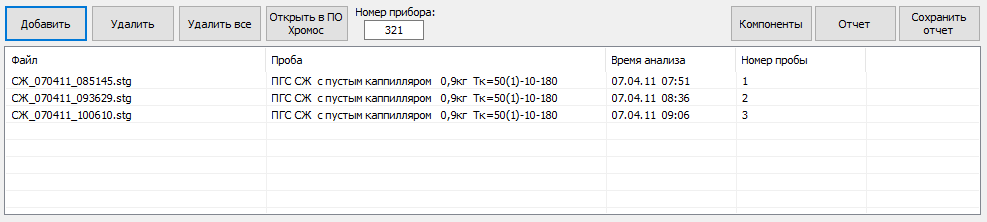 Добавить Удалить Удалить все Открыть в ПО Хромос Номер прибора: 321 Компоненты Отчет Сохранить отчет
Файл Проба Время анализа Номер пробы
СЖ_070411_085145.stg ПГС СЖ с пустым каппилляром 0,9кг Тк=50(1)-10-180 07.04.11 07:51 1
СЖ_070411_093629.stg ПГС СЖ с пустым каппилляром 0,9кг Тк=50(1)-10-180 07.04.11 08:36 2
СЖ_070411_100610.stg ПГС СЖ с пустым каппилляром 0,9кг Тк=50(1)-10-180 07.04.11 09:06 3